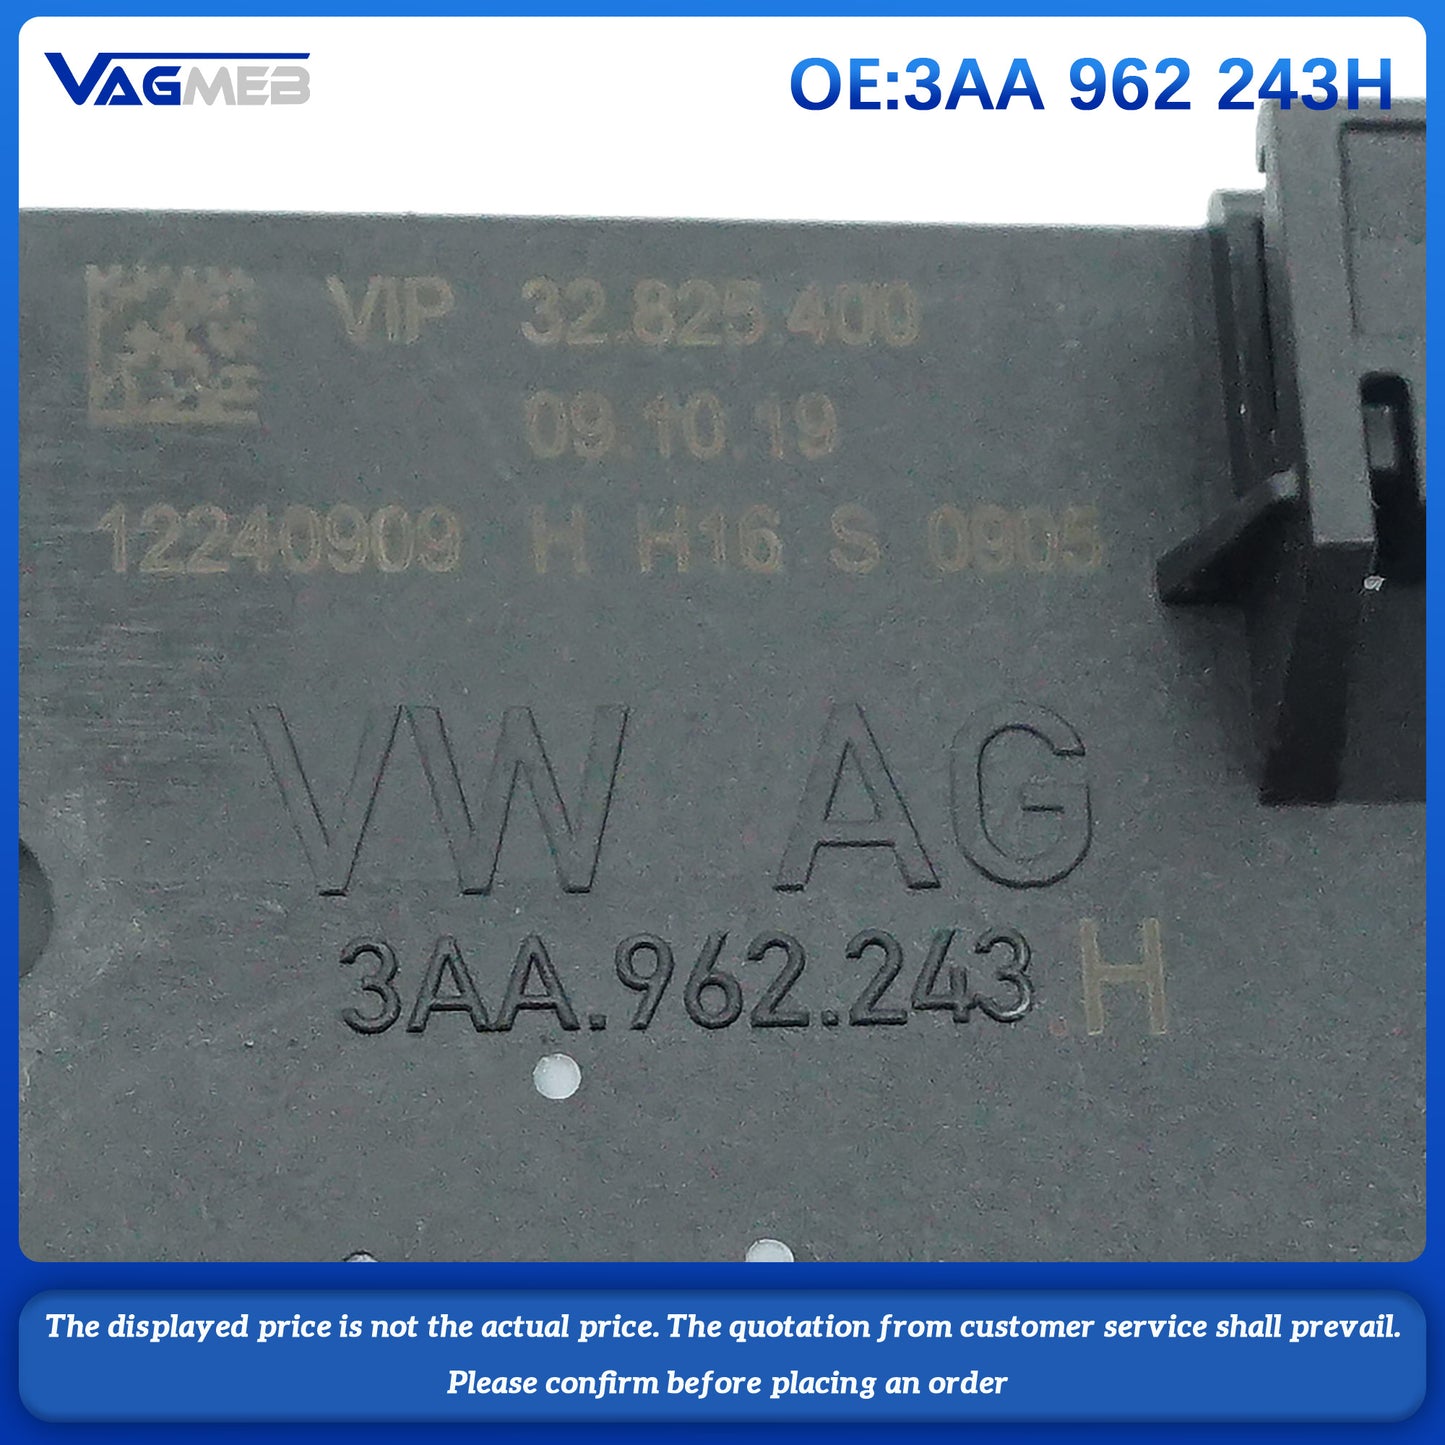 VAGMEB
OE:3AA 962 243H
VIP 32.825.400
09.10.19
12240909 H H16 S 0905
VW AG
3AA.962.243.H
The displayed price is not the actual price. The quotation from customer service shall prevail.
Please confirm before placing an order